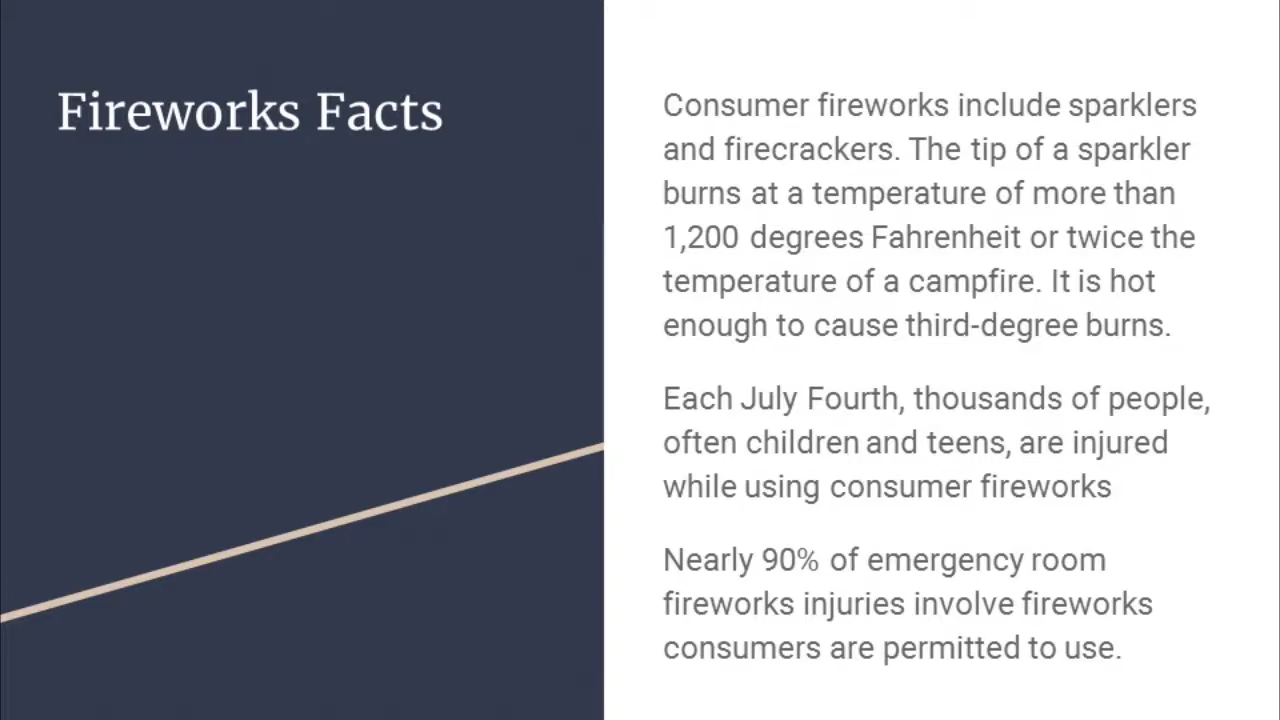 Fireworks Facts
Consumer fireworks include sparklers
and firecrackers. The tip of a sparkler
burns at a temperature of more than
1,200 degrees Fahrenheit or twice the
temperature of a campfire. It is hot
enough to cause third-degree burns.
Each July Fourth, thousands of people,
often children and teens, are injured
while using consumer fireworks
Nearly 90% of emergency room
fireworks injuries involve fireworks
consumers are permitted to use.